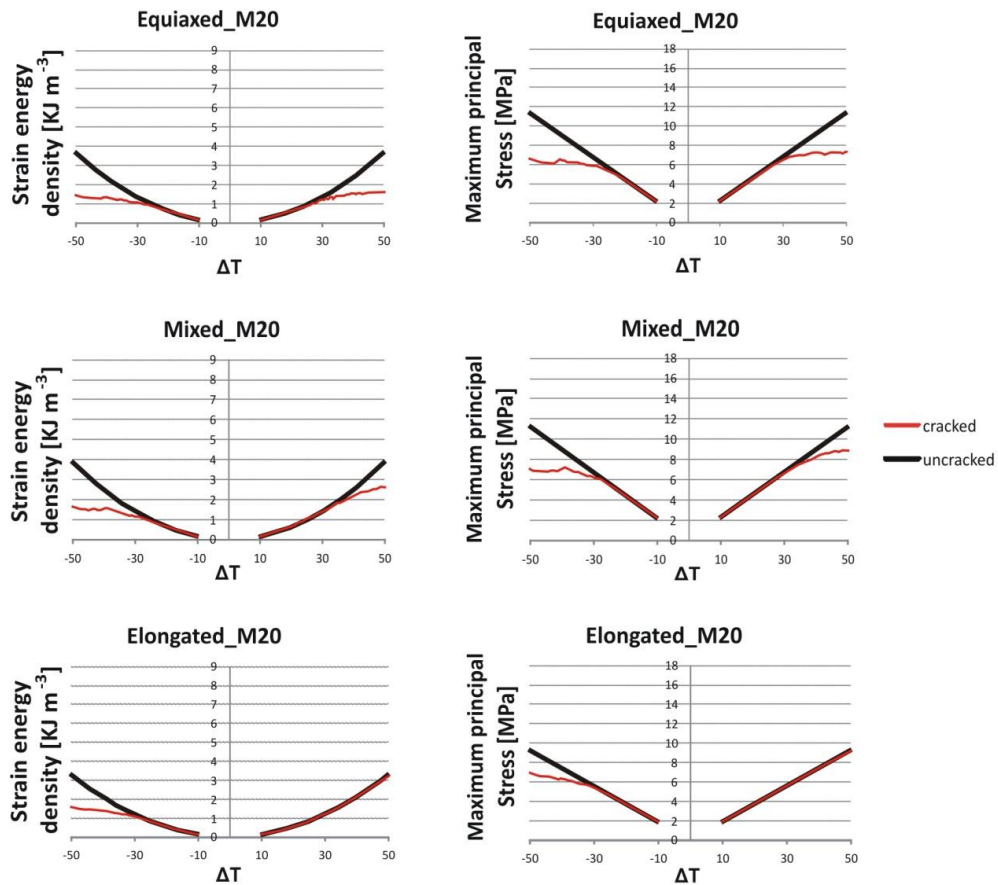 Equiaxed_M20
Strain energy
density [KJ m-3]
9
8
7
6
5
4
3
2
1
0
-50 -30 -10 10 30 50
ΔT
Equiaxed_M20
Maximum principal
Stress [MPa]
18
16
14
12
10
8
6
4
2
0
-50 -30 -10 10 30 50
ΔT
Mixed_M20
Strain energy
density [KJ m-3]
9
8
7
6
5
4
3
2
1
0
-50 -30 -10 10 30 50
ΔT
Mixed_M20
Maximum principal
Stress [MPa]
18
16
14
12
10
8
6
4
2
0
-50 -30 -10 10 30 50
ΔT
cracked
uncracked
Elongated_M20
Strain energy
density [KJ m-3]
9
8
7
6
5
4
3
2
1
0
-50 -30 -10 10 30 50
ΔT
Elongated_M20
Maximum principal
Stress [MPa]
18
16
14
12
10
8
6
4
2
0
-50 -30 -10 10 30 50
ΔT